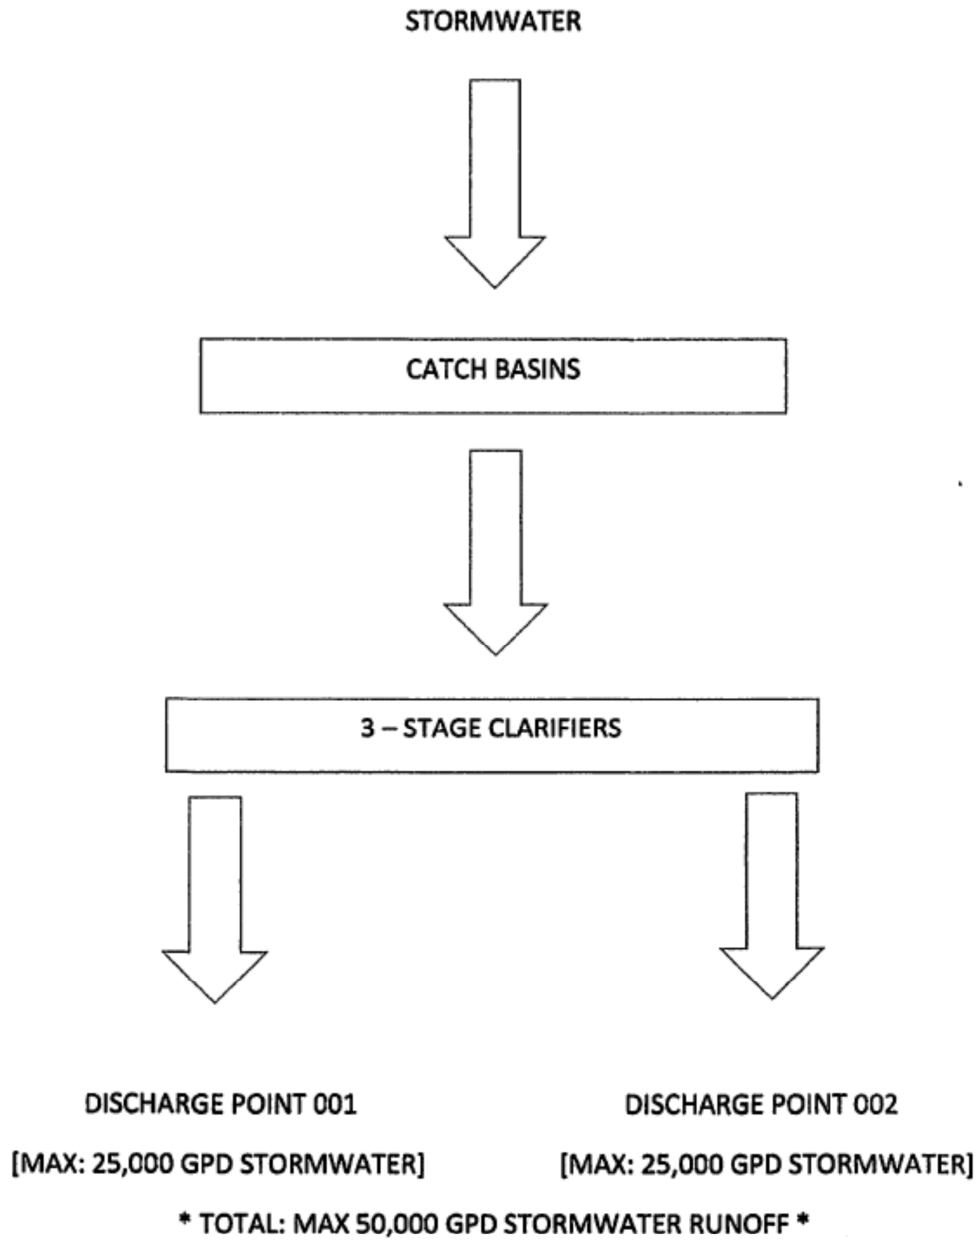 STORMWATER
CATCH BASINS
3 – STAGE CLARIFIERS
DISCHARGE POINT 001
[MAX: 25,000 GPD STORMWATER]
DISCHARGE POINT 002
[MAX: 25,000 GPD STORMWATER]
* TOTAL: MAX 50,000 GPD STORMWATER RUNOFF *